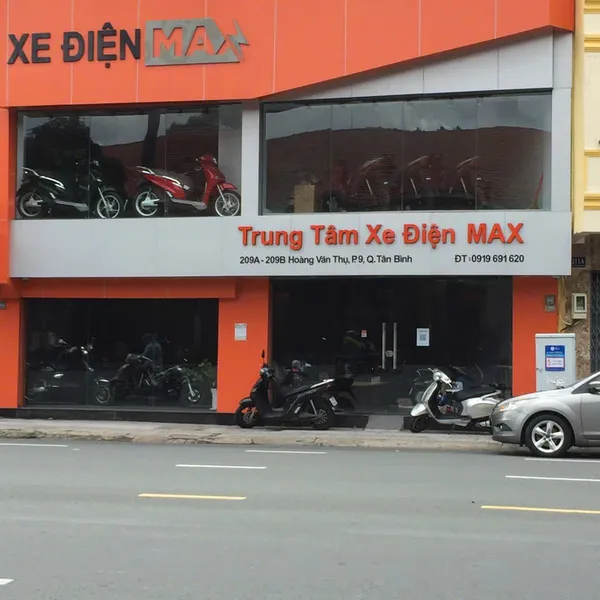 XE ĐIỆN MAX
Trung Tâm Xe Điện MAX
209A - 209B Hoàng Văn Thụ, P.9, Q.Tân Bình ĐT : 0919 691 620
211A